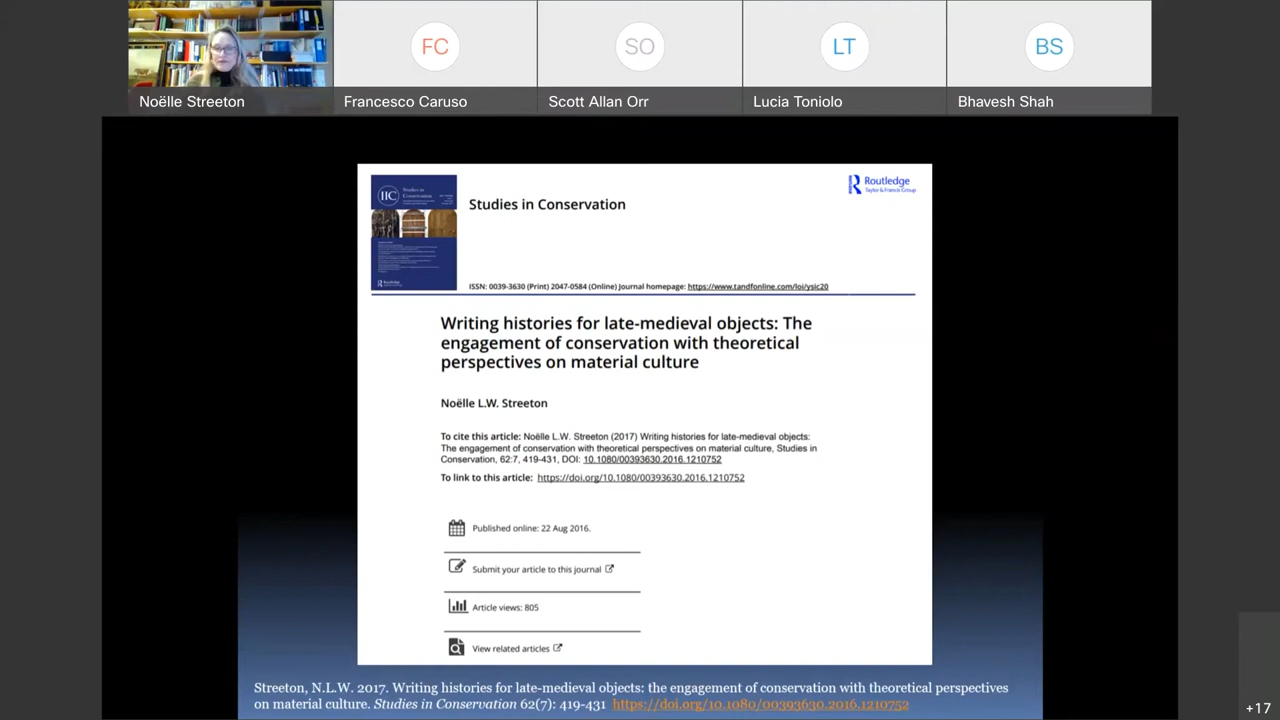 FC
SO
LT
BS
Noëlle Streeton
Francesco Caruso
Scott Allan Orr
Lucia Toniolo
Bhavesh Shah
IIC
Studies in
Conservation
Routledge
Taylor & Francis Group
Studies in Conservation
ISSN: 0039-3630 (Print) 2047-0584 (Online) Journal homepage: https://www.tandfonline.com/loi/ysic20
Writing histories for late-medieval objects: The
engagement of conservation with theoretical
perspectives on material culture
Noëlle L.W. Streeton
To cite this article: Noëlle L.W. Streeton (2017) Writing histories for late-medieval objects:
The engagement of conservation with theoretical perspectives on material culture, Studies in
Conservation, 62:7, 419-431, DOI: 10.1080/00393630.2016.1210752
To link to this article: https://doi.org/10.1080/00393630.2016.1210752
Published online: 22 Aug 2016.
Submit your article to this journal
Article views: 805
View related articles
Streeton, N.L.W. 2017. Writing histories for late-medieval objects: the engagement of conservation with theoretical perspectives
on material culture. Studies in Conservation 62(7): 419-431 https://doi.org/10.1080/00393630.2016.1210752
+17